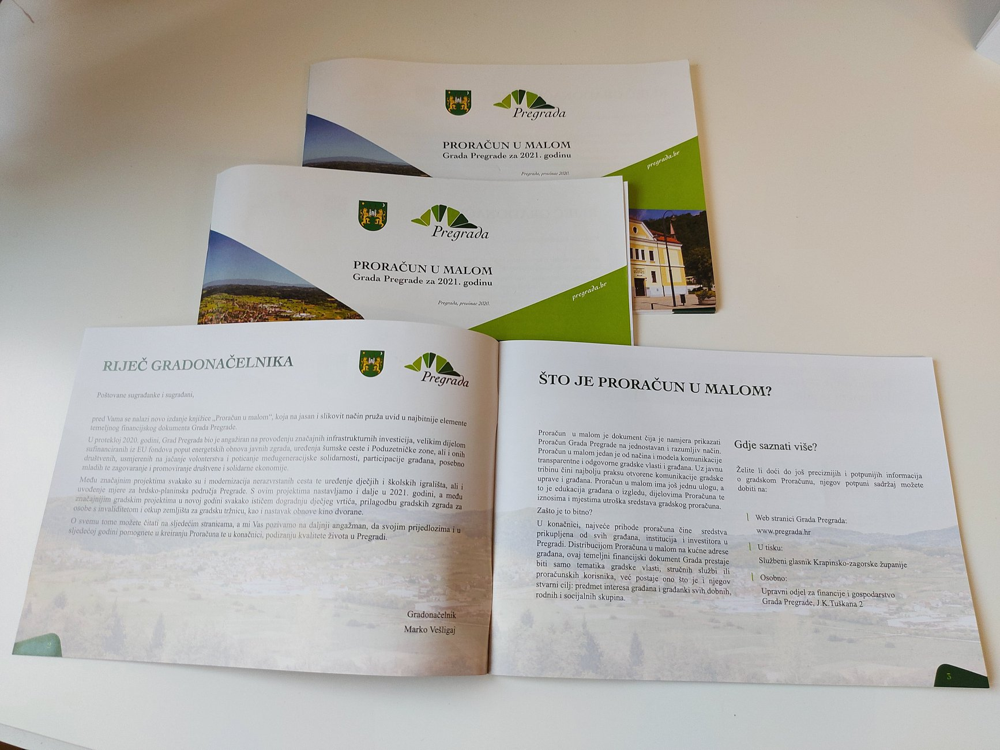 Pregrada
PRORAČUN U MALOM
Grada Pregrade za 2021. godinu
Pregrada, prosinac 2020.
pregrada.hr
Pregrada
PRORAČUN U MALOM
Grada Pregrade za 2021. godinu
Pregrada, prosinac 2020.
pregrada.hr
RIJEČ GRADONAČELNIKA
Pregrada
Poštovane sugrađanke i sugrađani,
pred Vama se nalazi novo izdanje knjižice „Proračun u malom“, koja na jasan i slikovit način pruža uvid u najbitnije elemente
temeljnog financijskog dokumenta Grada Pregrade.
U protekloj 2020. godini, Grad Pregrada bio je angažiran na provođenju značajnih infrastrukturnih investicija, velikim dijelom
sufinanciranih iz EU fondova poput energetskih obnova javnih zgrada, uređenja šumske ceste i Poduzetničke zone, ali i onih
društvenih, usmjerenih na jačanje volonterstva i poticanje međugeneracijske solidarnosti, participacije građana, posebno
mladih te zagovaranje i promoviranje društvene i solidarne ekonomije.
Među značajnim projektima svakako su i modernizacija nerazvrstanih cesta te uređenje dječjih i školskih igrališta, ali i
uvođenje mjere za brdsko-planinska područja Pregrade. S ovim projektima nastavljamo i dalje u 2021. godini, a među
značajnijim gradskim projektima u novoj godini svakako ističem dogradnju dječjeg vrtića, prilagodbu gradskih zgrada za
osobe s invaliditetom i otkup zemljišta za gradsku tržnicu, kao i nastavak obnove kino dvorane.
O svemu tome možete čitati na sljedećim stranicama, a mi Vas pozivamo na daljnji angažman, da svojim prijedlozima i u
sljedećoj godini pomognete u kreiranju Proračuna te u konačnici, podizanju kvalitete života u Pregradi.
Gradonačelnik
Marko Vešligaj
2
ŠTO JE PRORAČUN U MALOM?
Proračun u malom je dokument čija je namjera prikazati
Proračun Grada Pregrade na jednostavan i razumljiv način.
Proračun u malom jedan je od načina i modela komunikacije
transparentne i odgovorne gradske vlasti i građana. Uz javnu
tribinu čini najbolju praksu otvorene komunikacije gradske
uprave i građana. Proračun u malom ima još jednu ulogu, a
to je edukacija građana o izgledu, dijelovima Proračuna te
iznosima i mjestima utroška sredstava gradskog proračuna.
Zašto je to bitno?
U konačnici, najveće prihode proračuna čine sredstva
prikupljena od svih građana, institucija i investitora u
Pregradi. Distribucijom Proračuna u malom na kućne adrese
građana, ovaj temeljni financijski dokument Grada prestaje
biti samo tematika gradske vlasti, stručnih službi ili
proračunskih korisnika, već postaje ono što je i njegov
stvarni cilj: predmet interesa građana i građanki svih dobnih,
rodnih i socijalnih skupina.
Gdje saznati više?
Želite li doći do još preciznijih i potpunijih informacija
o gradskom Proračunu, njegov potpuni sadržaj možete
dobiti na:
Web stranici Grada Pregrada:
www.pregrada.hr
U tisku:
Službeni glasnik Krapinsko-zagorske županije
Osobno:
Upravni odjel za financije i gospodarstvo
Grada Pregrade, J.K.Tuškana 2
3